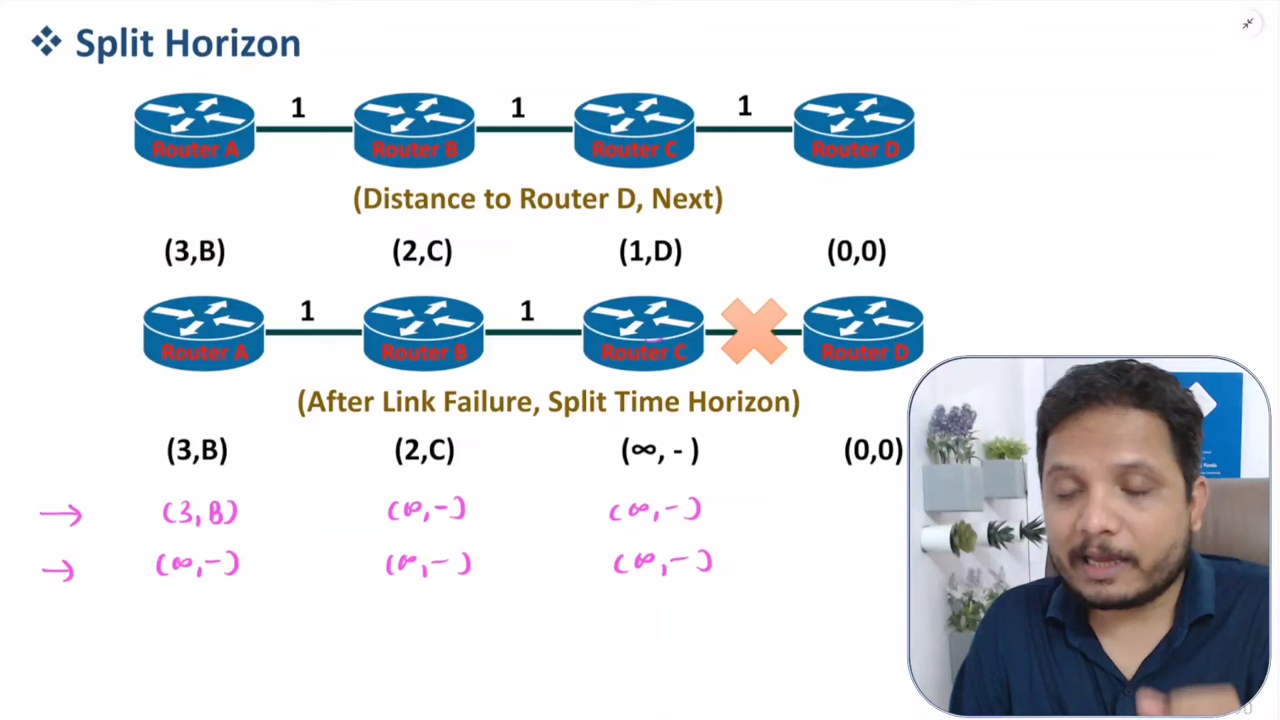 ❖ Split Horizon
1 1 1
Router A Router B Router C Router D
(Distance to Router D, Next)
(3,B) (2,C) (1,D) (0,0)
1 1
Router A Router B Router C Router D
(After Link Failure, Split Time Horizon)
(3,B) (2,C) (∞, - ) (0,0)
→ (3,B) (∞,-) (∞,-)
→ (∞,-) (∞,-) (∞,-)